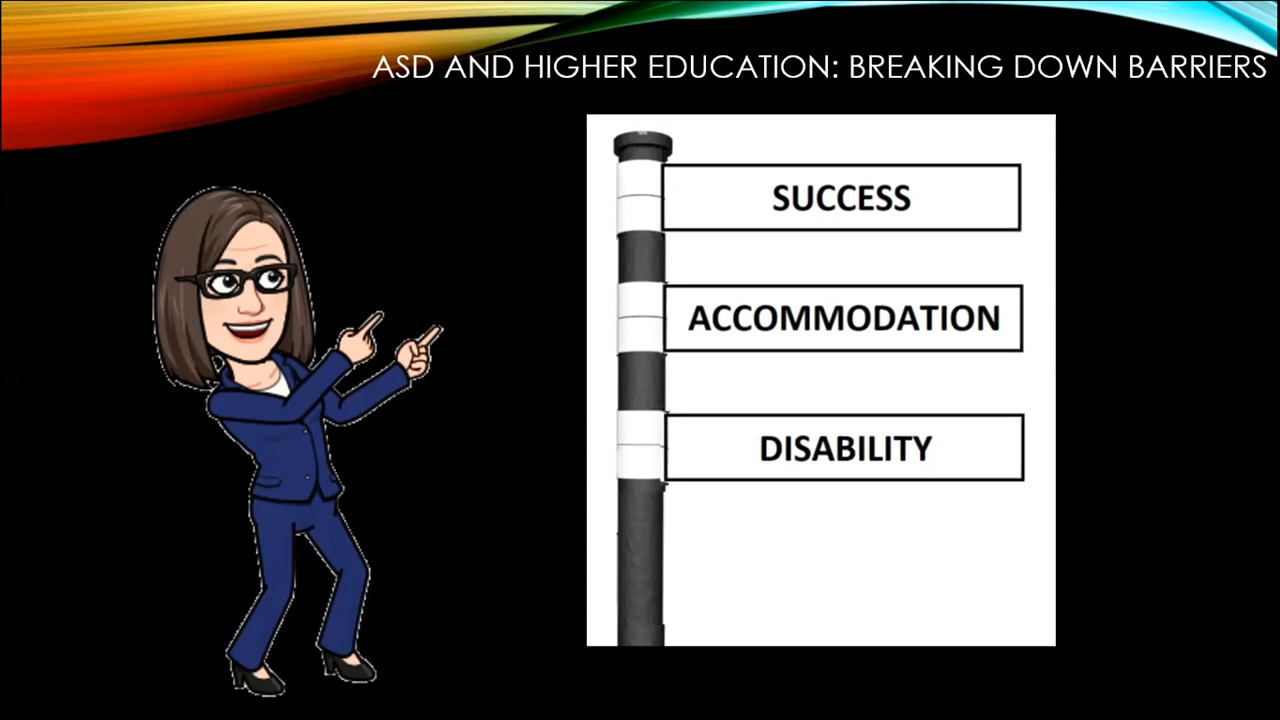 ASD AND HIGHER EDUCATION: BREAKING DOWN BARRIERS
SUCCESS
ACCOMMODATION
DISABILITY